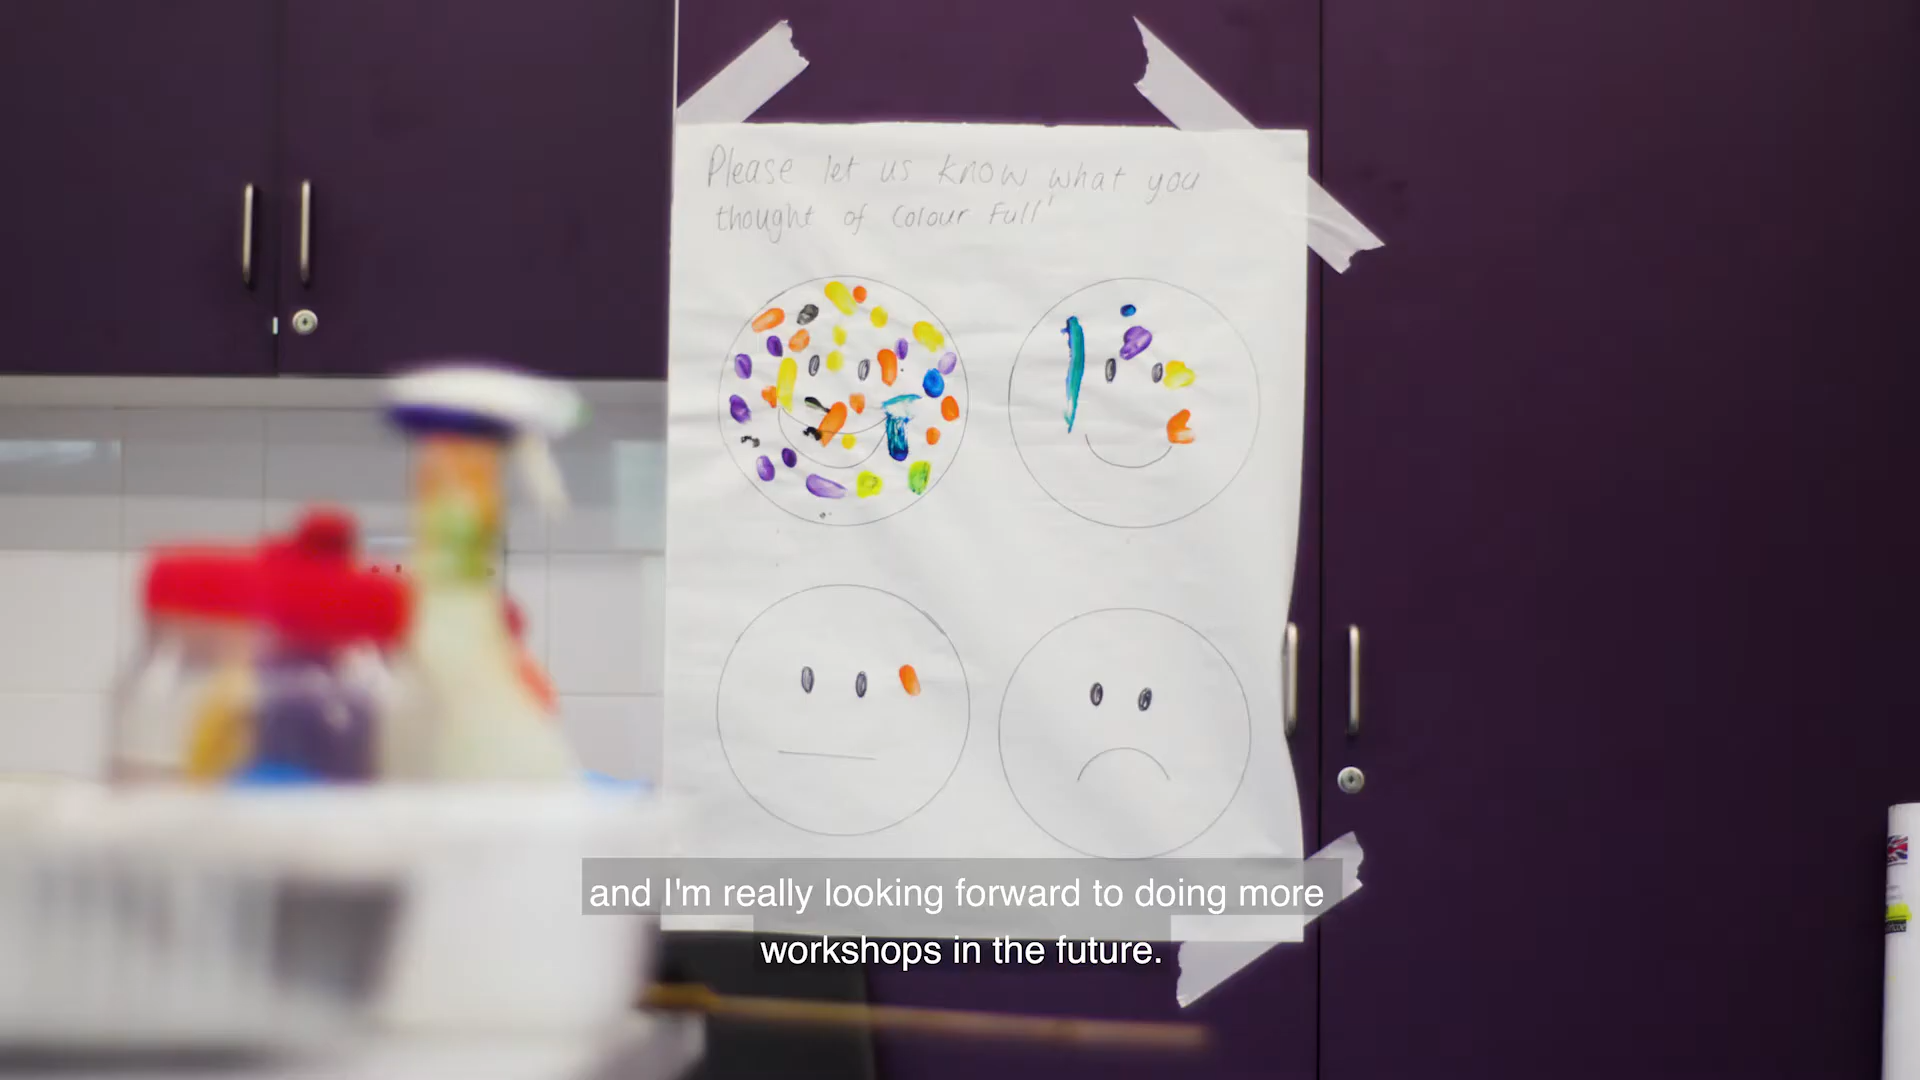 Please let us know what you
thought of Colour Full'
and I'm really looking forward to doing more
workshops in the future.